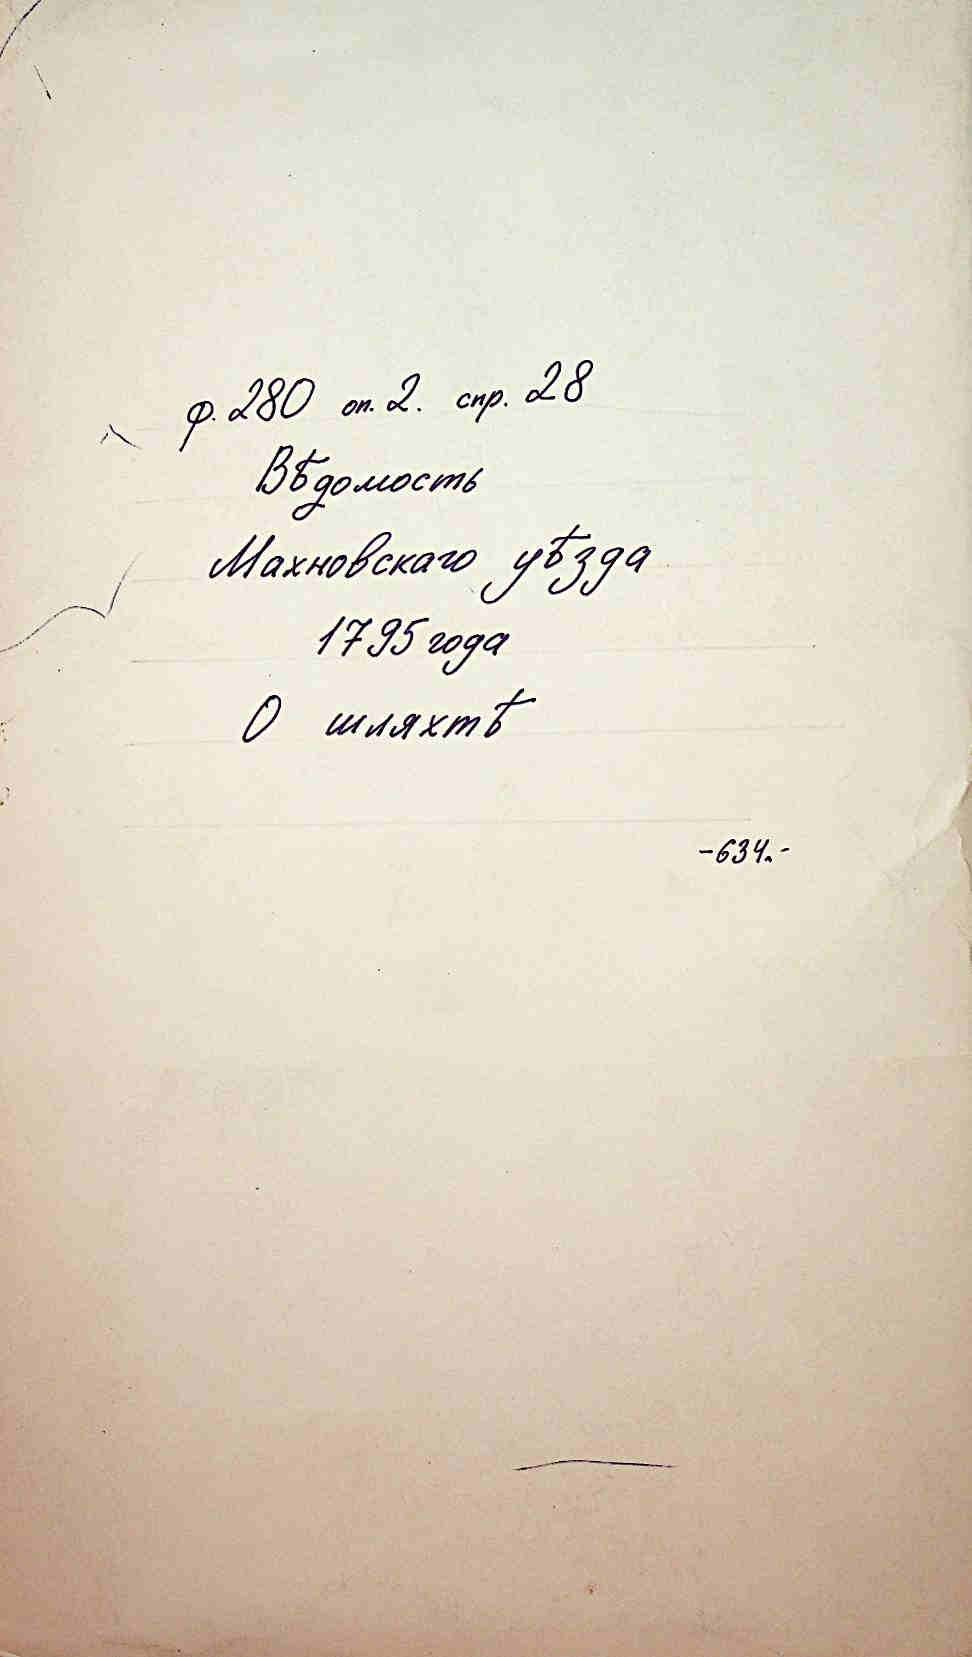 ф. 280 оп. 2. спр. 28
Вѣдомость
Махновскаго уѣзда
1795 года
О шляхтѣ
-634.-